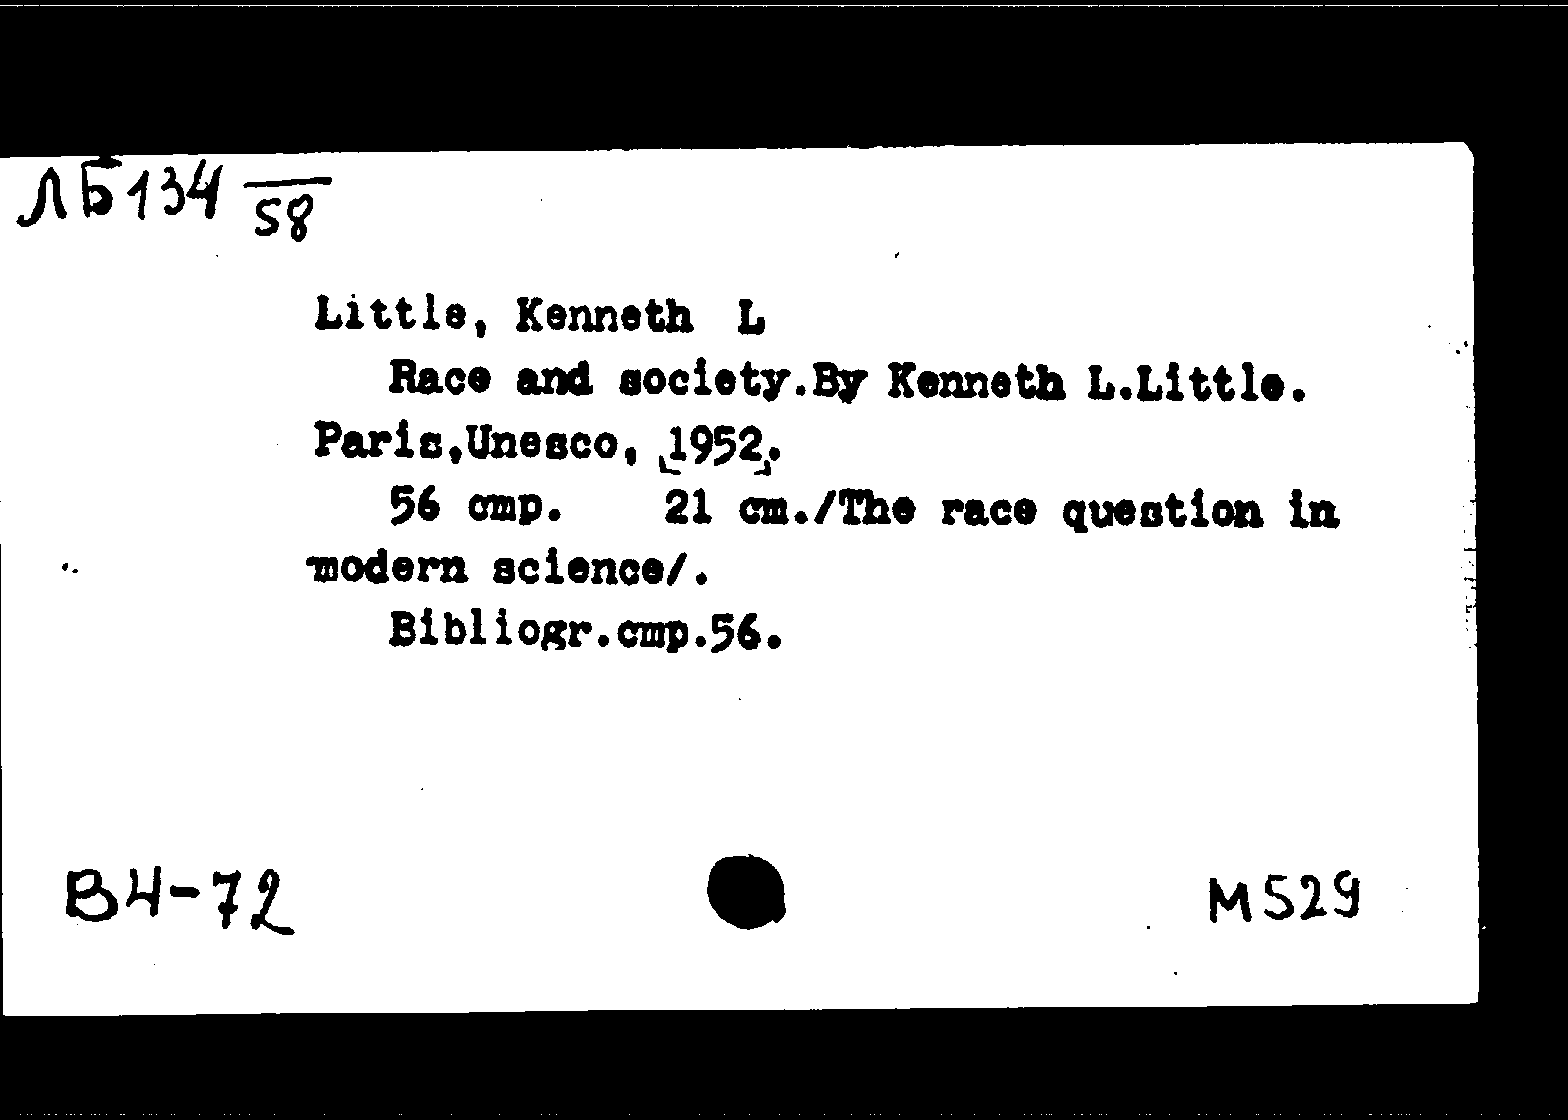 ЛБ134 58
Little, Kenneth L
Race and society.By Kenneth L.Little.
Paris,Unesco, [1952].
56 стр. 21 cm./The race question in
modern science/.
Bibliogr.стр.56.
В4-72
М529